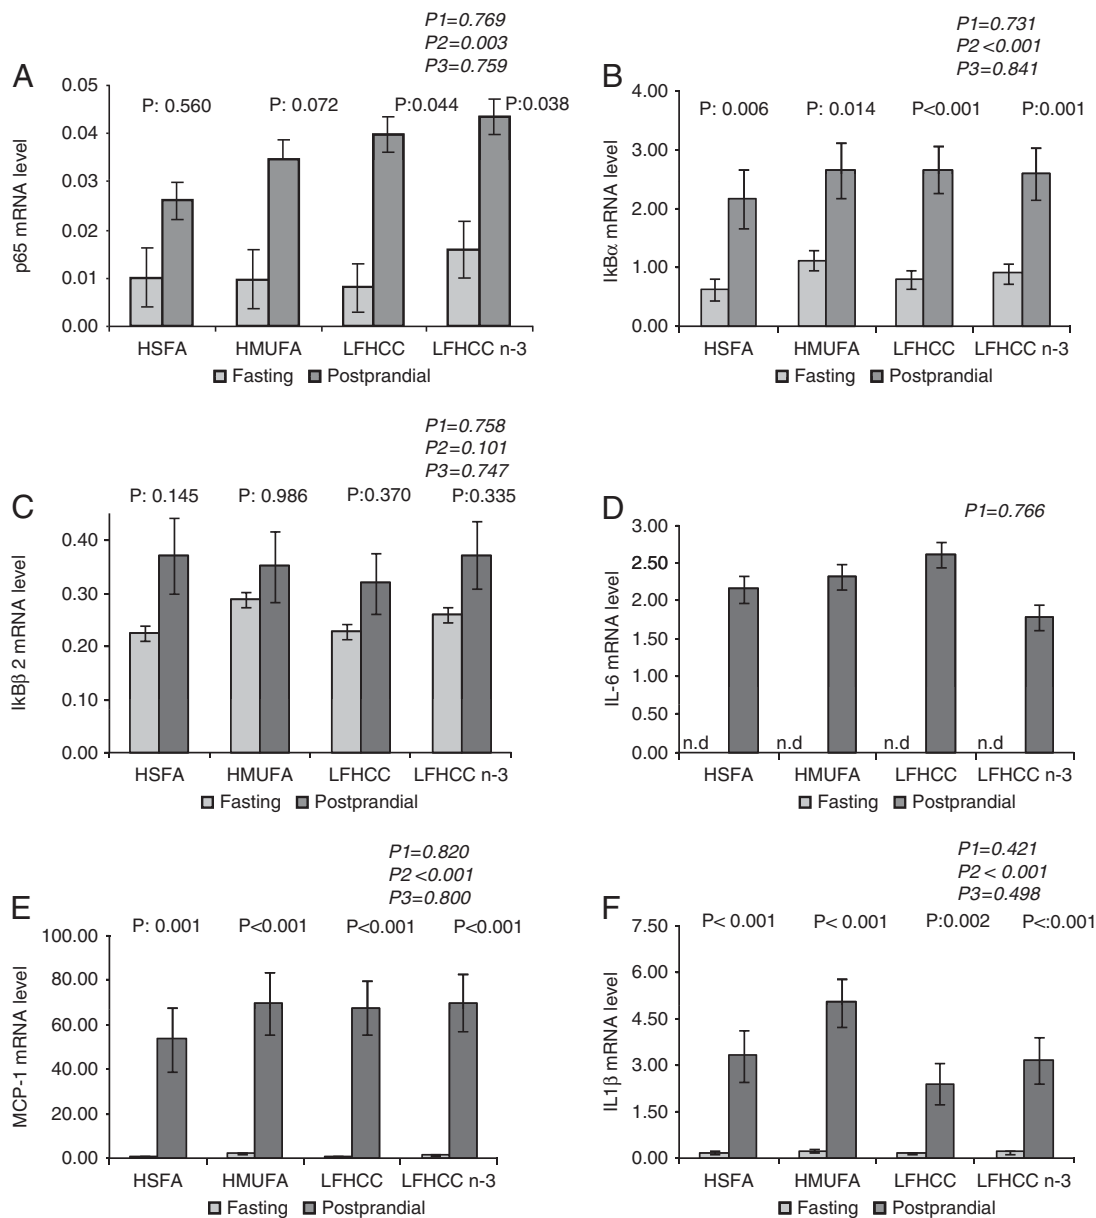 P1=0.769
P2=0.003
P3=0.759
A
P: 0.560 P: 0.072 P:0.044 P:0.038
p65 mRNA level
0.05
0.04
0.03
0.02
0.01
0.00
HSFA HMUFA LFHCC LFHCC n-3
Fasting Postprandial
P1=0.731
P2<0.001
P3=0.841
B
P: 0.006 P: 0.014 P<0.001 P:0.001
IkBα mRNA level
4.00
3.00
2.00
1.00
0.00
HSFA HMUFA LFHCC LFHCC n-3
Fasting Postprandial
P1=0.758
P2=0.101
P3=0.747
C
P: 0.145 P: 0.986 P:0.370 P:0.335
IkBβ 2 mRNA level
0.40
0.30
0.20
0.10
0.00
HSFA HMUFA LFHCC LFHCC n-3
Fasting Postprandial
D
P1=0.766
IL-6 mRNA level
3.00
2.50
2.00
1.50
1.00
0.50
0.00
n.d n.d n.d n.d
HSFA HMUFA LFHCC LFHCC n-3
Fasting Postprandial
P1=0.820
P2<0.001
P3=0.800
E
P: 0.001 P<0.001 P<0.001 P<0.001
MCP-1 mRNA level
100.00
80.00
60.00
40.00
20.00
0.00
HSFA HMUFA LFHCC LFHCC n-3
Fasting Postprandial
P1=0.421
P2< 0.001
P3=0.498
F
P< 0.001 P< 0.001 P:0.002 P<:0.001
IL1β mRNA level
7.50
6.00
4.50
3.00
1.50
0.00
HSFA HMUFA LFHCC LFHCC n-3
Fasting Postprandial